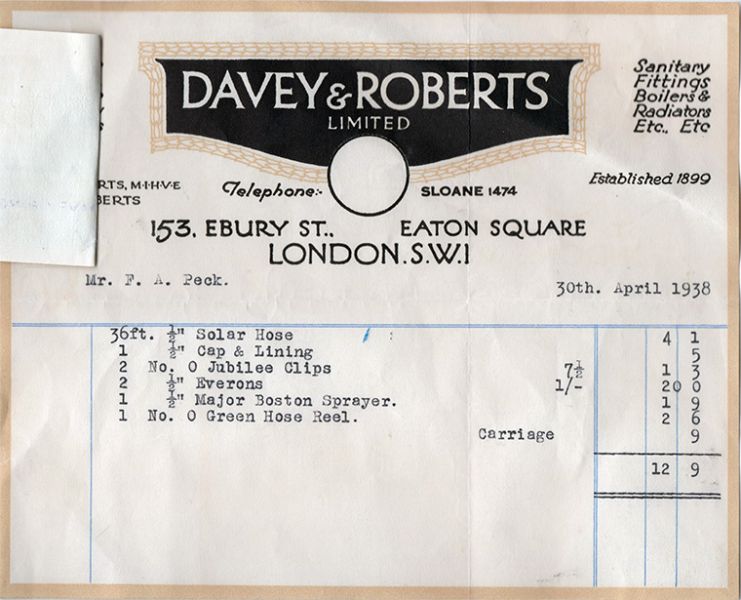 DAVEY & ROBERTS
LIMITED
Sanitary
Fittings
Boilers &
Radiators
Etc., Etc
RTS, M·I·H·V·E
BERTS
Telephone:-
SLOANE 1474
Established 1899
153, EBURY ST.. EATON SQUARE
LONDON. S.W.1
Mr. F. A. Peck.
30th. April 1938
36ft. ½" Solar Hose 4 1
1 ½" Cap & Lining 5
2 No. 0 Jubilee Clips 7½ 1 3
2 ½" Everons 1/- 2 0 0
1 ½" Major Boston Sprayer. 1 9
1 No. 0 Green Hose Reel. 2 6
Carriage 9
12 9